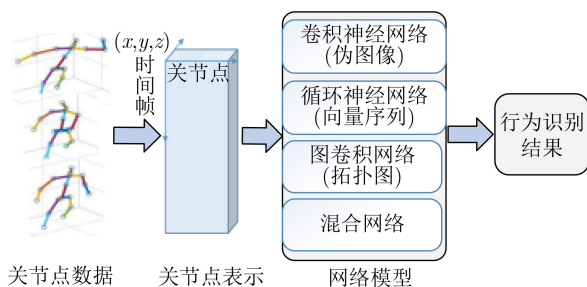 (x,y,z)
时
间
帧
关节点
卷积神经网络
(伪图像)
循环神经网络
(向量序列)
图卷积网络
(拓扑图)
混合网络
行为识别
结果
关节点数据
关节点表示
网络模型